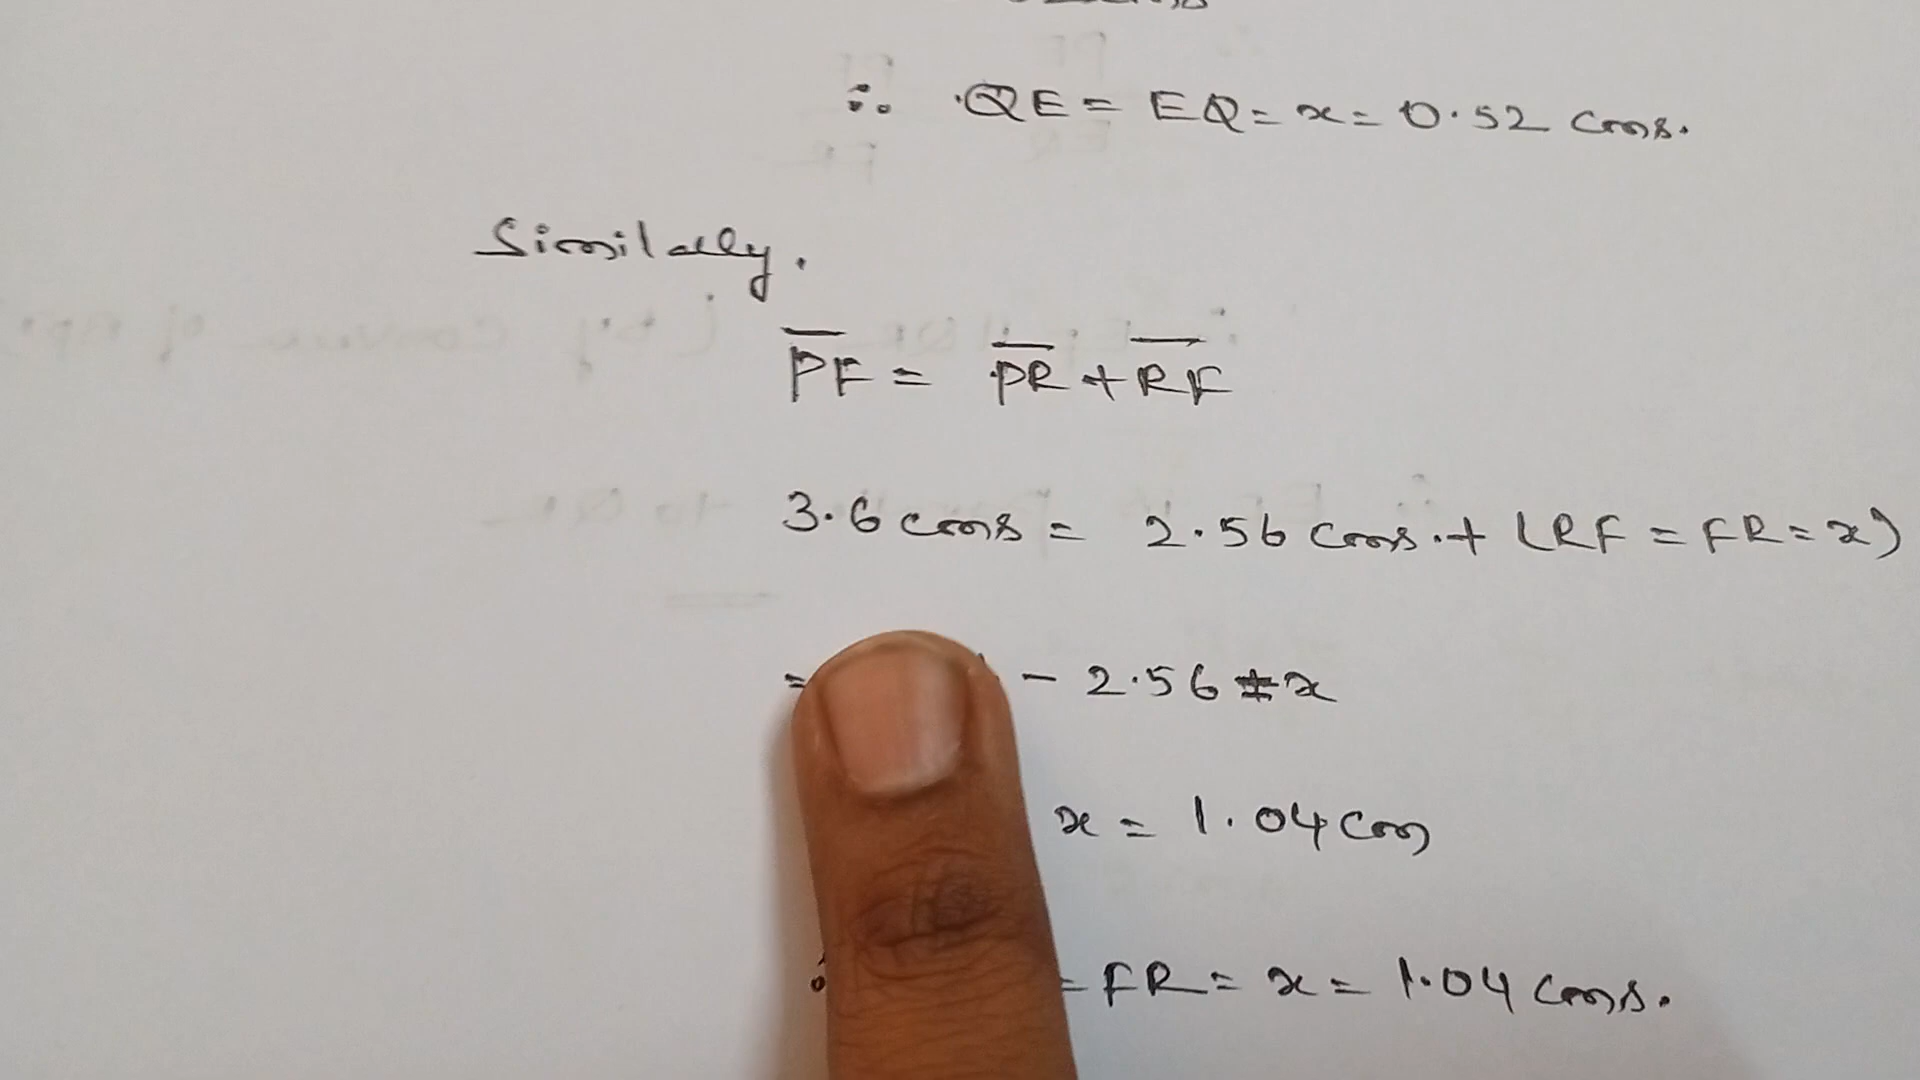 ∴ QE = EQ = x = 0.52 cms.
Similarly.
PF = PR + RF
3.6 cms = 2.56 cms. + (RF = FR = x)
= - 2.56 = x
x = 1.04 cm
= FR = x = 1.04 cms.